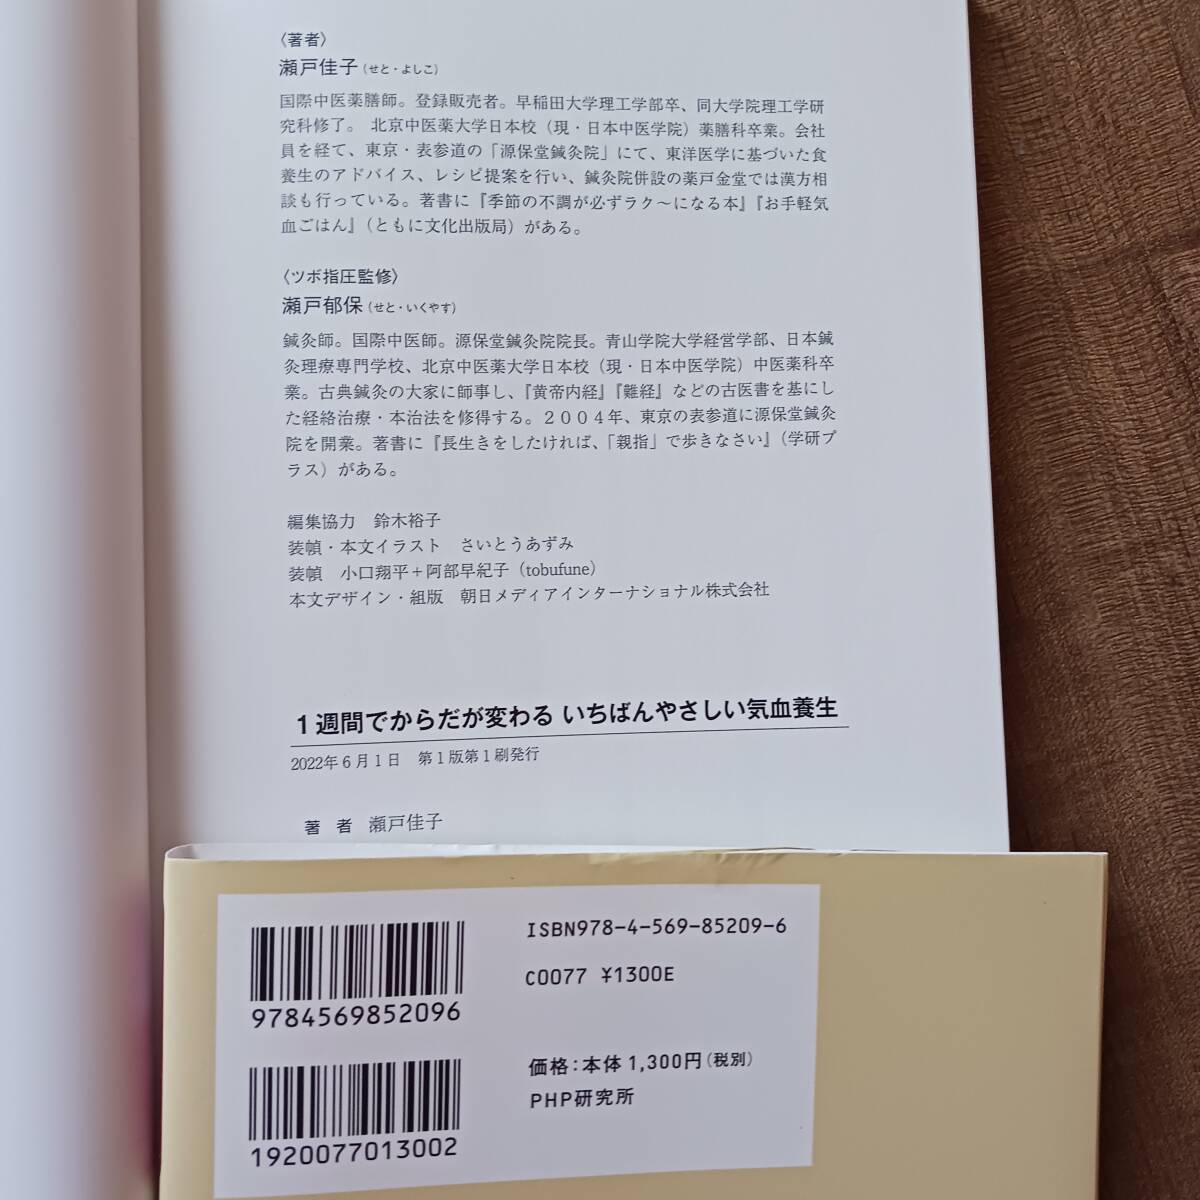 〈著者〉
瀬戸佳子（せと・よしこ）
国際中医薬膳師。登録販売者。早稲田大学理工学部卒、同大学院理工学研
究科修了。 北京中医薬大学日本校（現・日本中医学院）薬膳科卒業。会社
員を経て、東京・表参道の「源保堂鍼灸院」にて、東洋医学に基づいた食
養生のアドバイス、レシピ提案を行い、鍼灸院併設の薬戸金堂では漢方相
談も行っている。著書に『季節の不調が必ずラク～になる本』『お手軽気
血ごはん』（ともに文化出版局）がある。
〈ツボ指圧監修〉
瀬戸郁保（せと・いくやす）
鍼灸師。国際中医師。源保堂鍼灸院院長。青山学院大学経営学部、日本鍼
灸理療専門学校、北京中医薬大学日本校（現・日本中医学院）中医薬科卒
業。古典鍼灸の大家に師事し、『黄帝内経』『難経』などの古医書を基にし
た経絡治療・本治法を修得する。２００４年、東京の表参道に源保堂鍼灸
院を開業。著書に『長生きをしたければ、「親指」で歩きなさい』（学研プ
ラス）がある。
編集協力　鈴木裕子
装幀・本文イラスト　さいとうあずみ
装幀　小口翔平＋阿部早紀子（tobufune）
本文デザイン・組版　朝日メディアインターナショナル株式会社
１週間でからだが変わる いちばんやさしい気血養生
2022年６月１日　第１版第１刷発行
著　者　瀬戸佳子
ISBN978-4-569-85209-6
C0077 ¥1300E
9784569852096
価格：本体 1,300円（税別）
PHP研究所
1920077013002